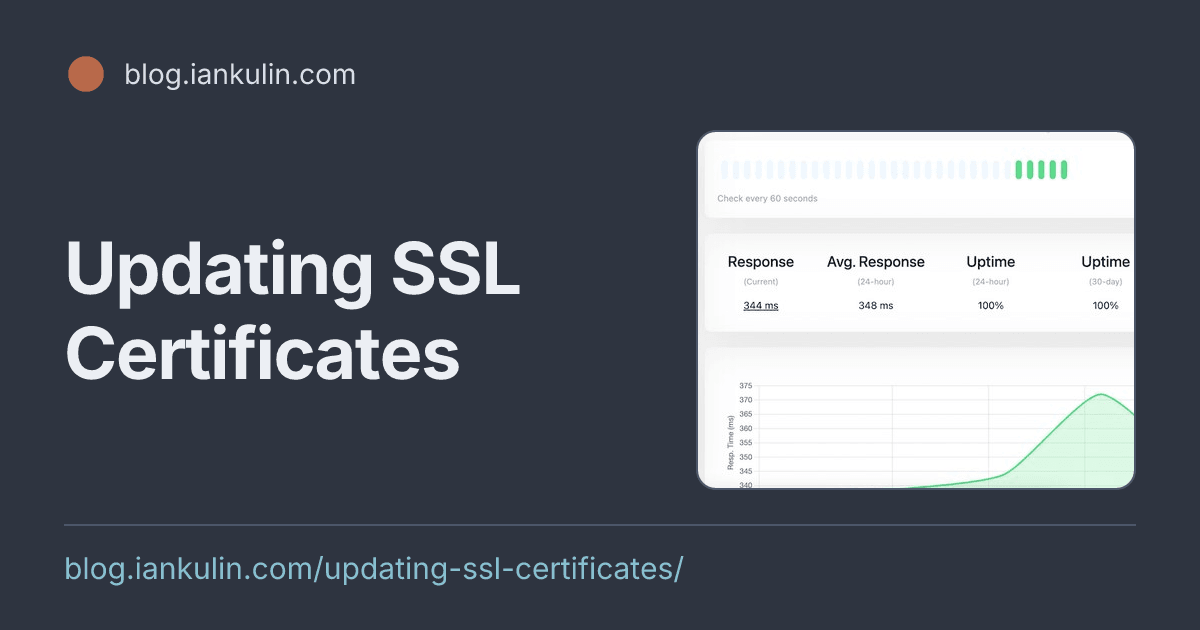 blog.iankulin.com
Updating SSL
Certificates
Check every 60 seconds
Response Avg. Response Uptime Uptime
(Current) (24-hour) (24-hour) (30-day)
344 ms 348 ms 100% 100%
375
370
365
360
355
350
345
340
Resp. Time (ms)
blog.iankulin.com/updating-ssl-certificates/